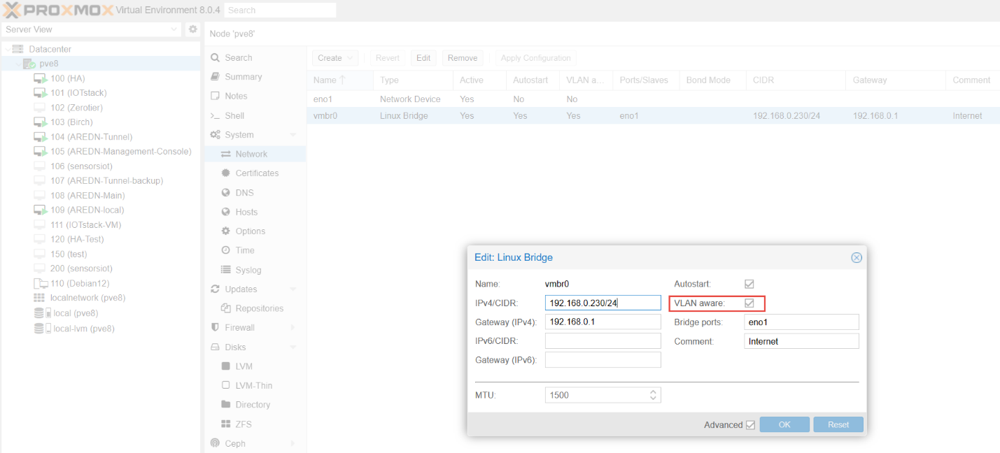 PROXMOX Virtual Environment 8.0.4 Search
Server View
Datacenter
pve8
100 (HA)
101 (IOTstack)
102 (Zerotier)
103 (Birch)
104 (AREDN-Tunnel)
105 (AREDN-Management-Console)
106 (sensorsiot)
107 (AREDN-Tunnel-backup)
108 (AREDN-Main)
109 (AREDN-local)
111 (IOTstack-VM)
120 (HA-Test)
150 (test)
200 (sensorsiot)
110 (Debian12)
localnetwork (pve8)
local (pve8)
local-lvm (pve8)
Node 'pve8'
Search
Summary
Notes
Shell
System
Network
Certificates
DNS
Hosts
Options
Time
Syslog
Updates
Repositories
Firewall
Disks
LVM
LVM-Thin
Directory
ZFS
Ceph
Create Revert Edit Remove Apply Configuration
Name Type Active Autostart VLAN a... Ports/Slaves Bond Mode CIDR Gateway Comment
eno1 Network Device Yes No No
vmbr0 Linux Bridge Yes Yes Yes eno1 192.168.0.230/24 192.168.0.1 Internet
Edit: Linux Bridge
Name: vmbr0 Autostart:
IPv4/CIDR: 192.168.0.230/24 VLAN aware:
Gateway (IPv4): 192.168.0.1 Bridge ports: eno1
IPv6/CIDR: Comment: Internet
Gateway (IPv6):
MTU: 1500
Advanced OK Reset